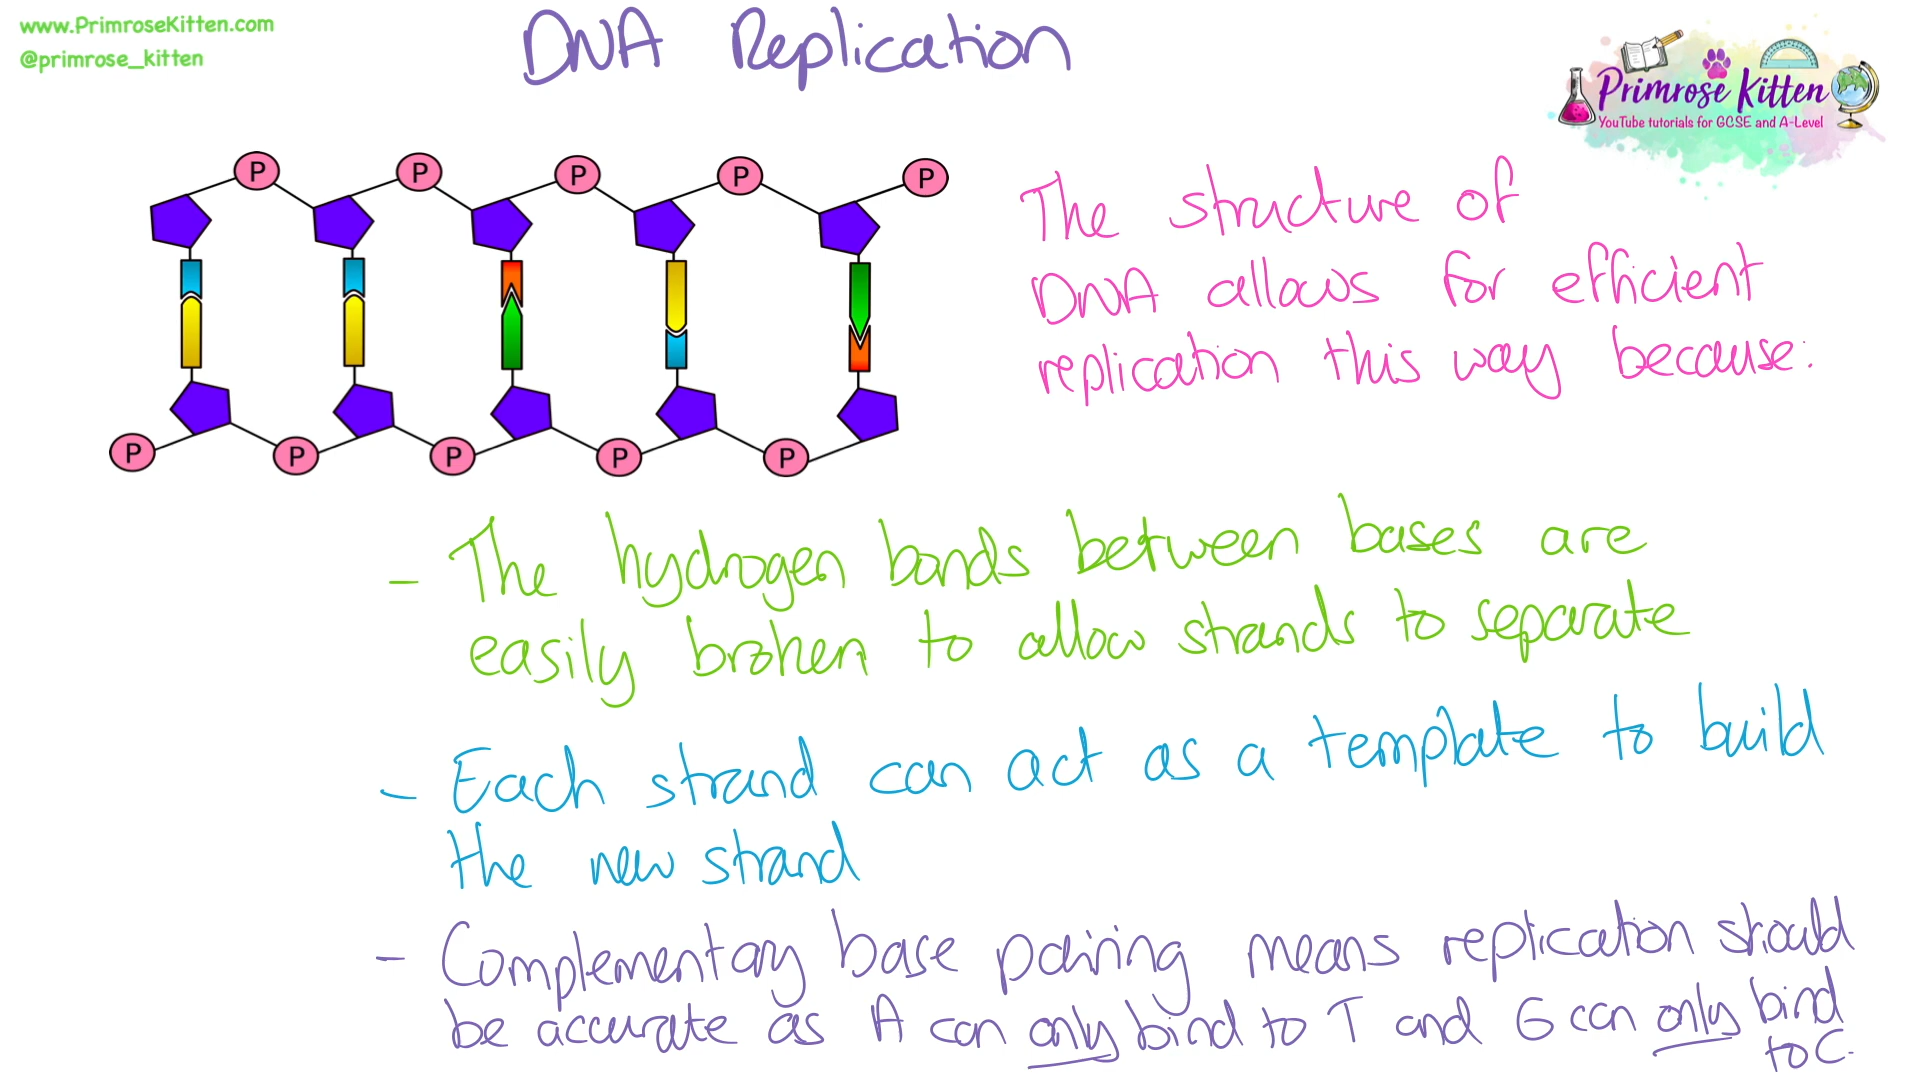 www.PrimroseKitten.com
@primrose_kitten
DNA Replication
Primrose Kitten
YouTube tutorials for GCSE and A-Level
P P P P P
P P P P P
The structure of
DNA allows for efficient
replication this way because:
- The hydrogen bonds between bases are
easily broken to allow strands to separate
- Each strand can act as a template to build
the new strand
- Complementary base pairing means replication should
be accurate as A can only bind to T and G can only bind
to C.